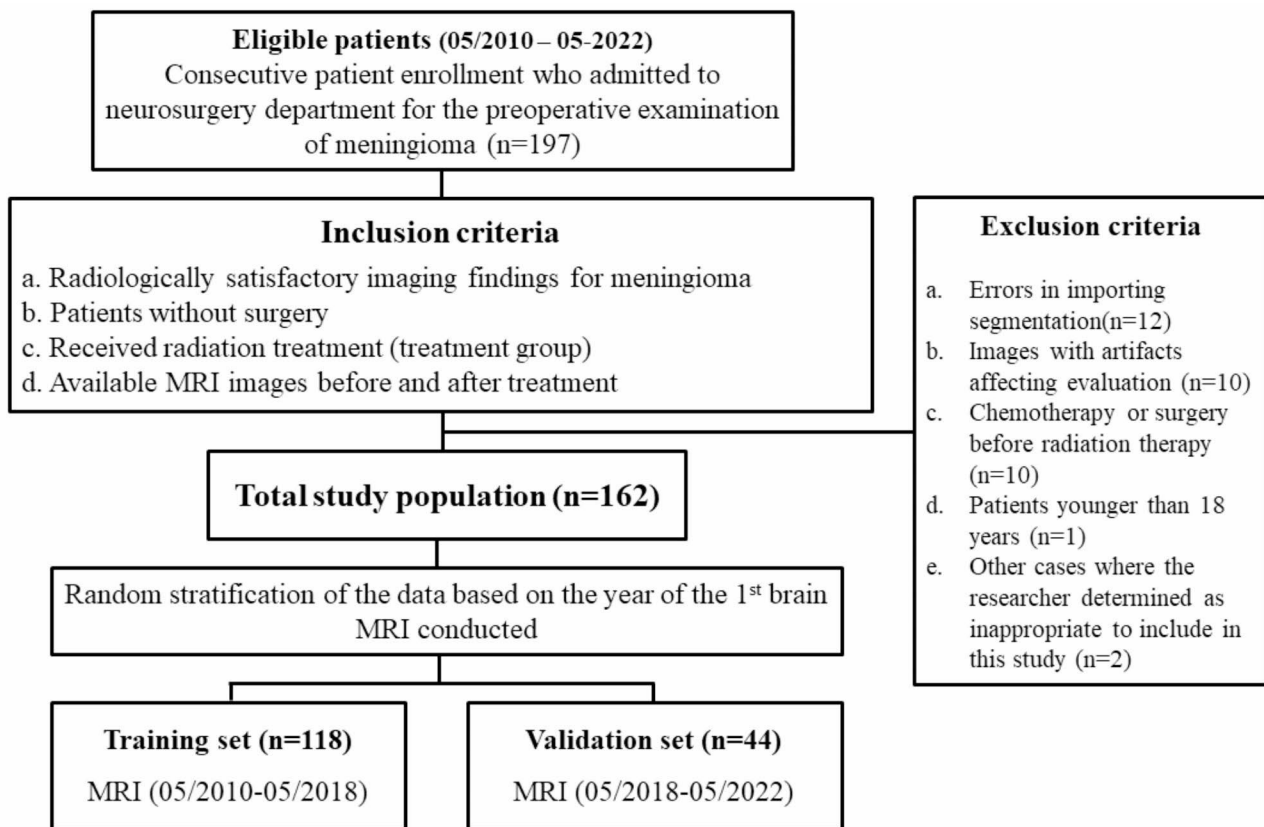 Eligible patients (05/2010 – 05-2022)
Consecutive patient enrollment who admitted to
neurosurgery department for the preoperative examination
of meningioma (n=197)
Inclusion criteria
a. Radiologically satisfactory imaging findings for meningioma
b. Patients without surgery
c. Received radiation treatment (treatment group)
d. Available MRI images before and after treatment
Exclusion criteria
a. Errors in importing
segmentation(n=12)
b. Images with artifacts
affecting evaluation (n=10)
c. Chemotherapy or surgery
before radiation therapy
(n=10)
d. Patients younger than 18
years (n=1)
e. Other cases where the
researcher determined as
inappropriate to include in
this study (n=2)
Total study population (n=162)
Random stratification of the data based on the year of the 1st brain
MRI conducted
Training set (n=118)
MRI (05/2010-05/2018)
Validation set (n=44)
MRI (05/2018-05/2022)